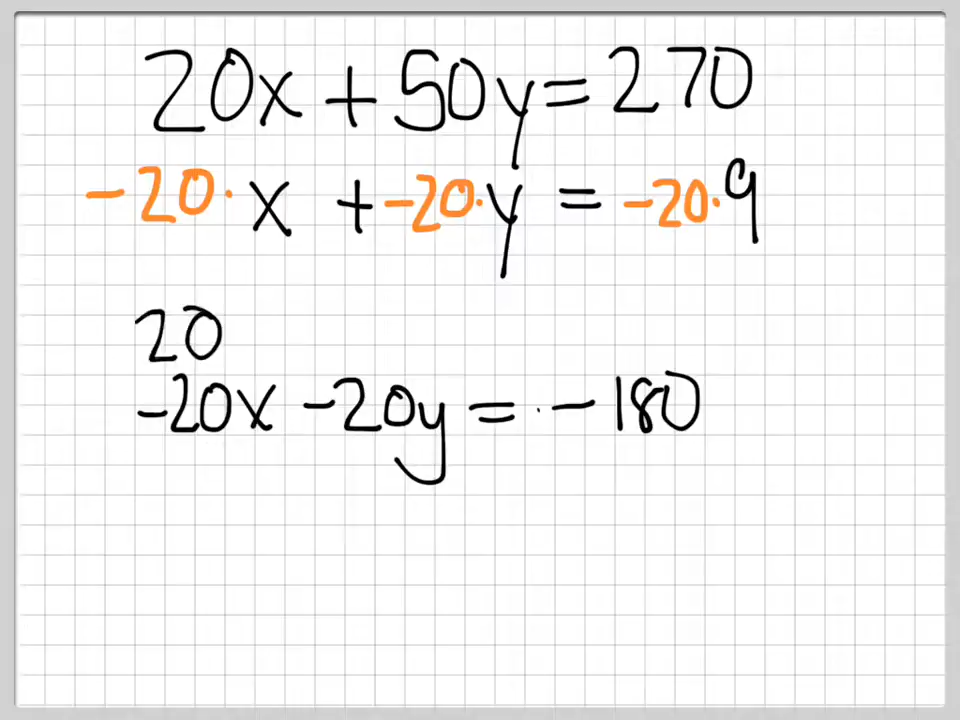 20x + 50y = 270
-20·x + -20·y = -20·9
20
-20x - 20y = -180